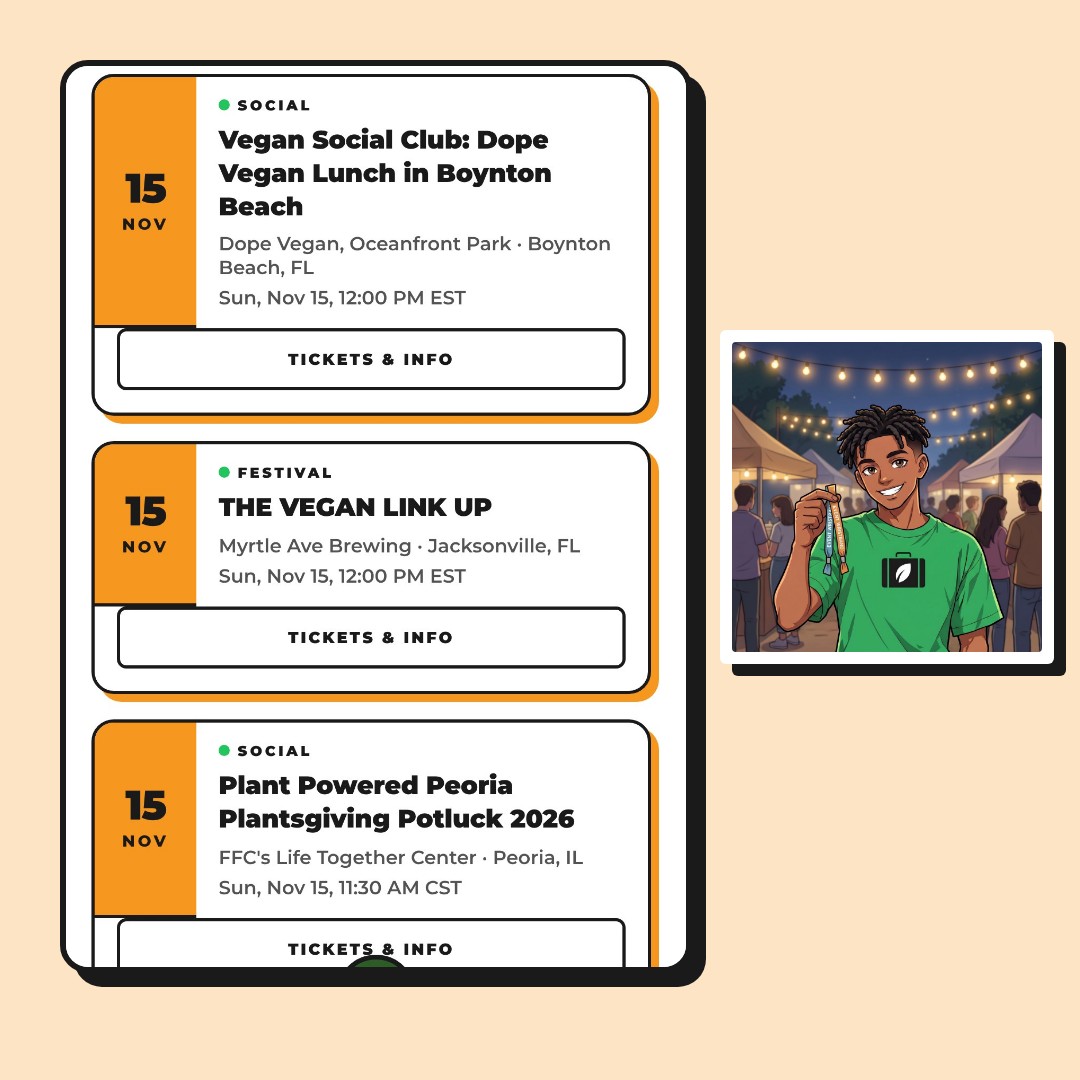 15
NOV
SOCIAL
Vegan Social Club: Dope
Vegan Lunch in Boynton
Beach
Dope Vegan, Oceanfront Park · Boynton
Beach, FL
Sun, Nov 15, 12:00 PM EST
TICKETS & INFO
15
NOV
FESTIVAL
THE VEGAN LINK UP
Myrtle Ave Brewing · Jacksonville, FL
Sun, Nov 15, 12:00 PM EST
TICKETS & INFO
15
NOV
SOCIAL
Plant Powered Peoria
Plantsgiving Potluck 2026
FFC's Life Together Center · Peoria, IL
Sun, Nov 15, 11:30 AM CST
TICKETS & INFO